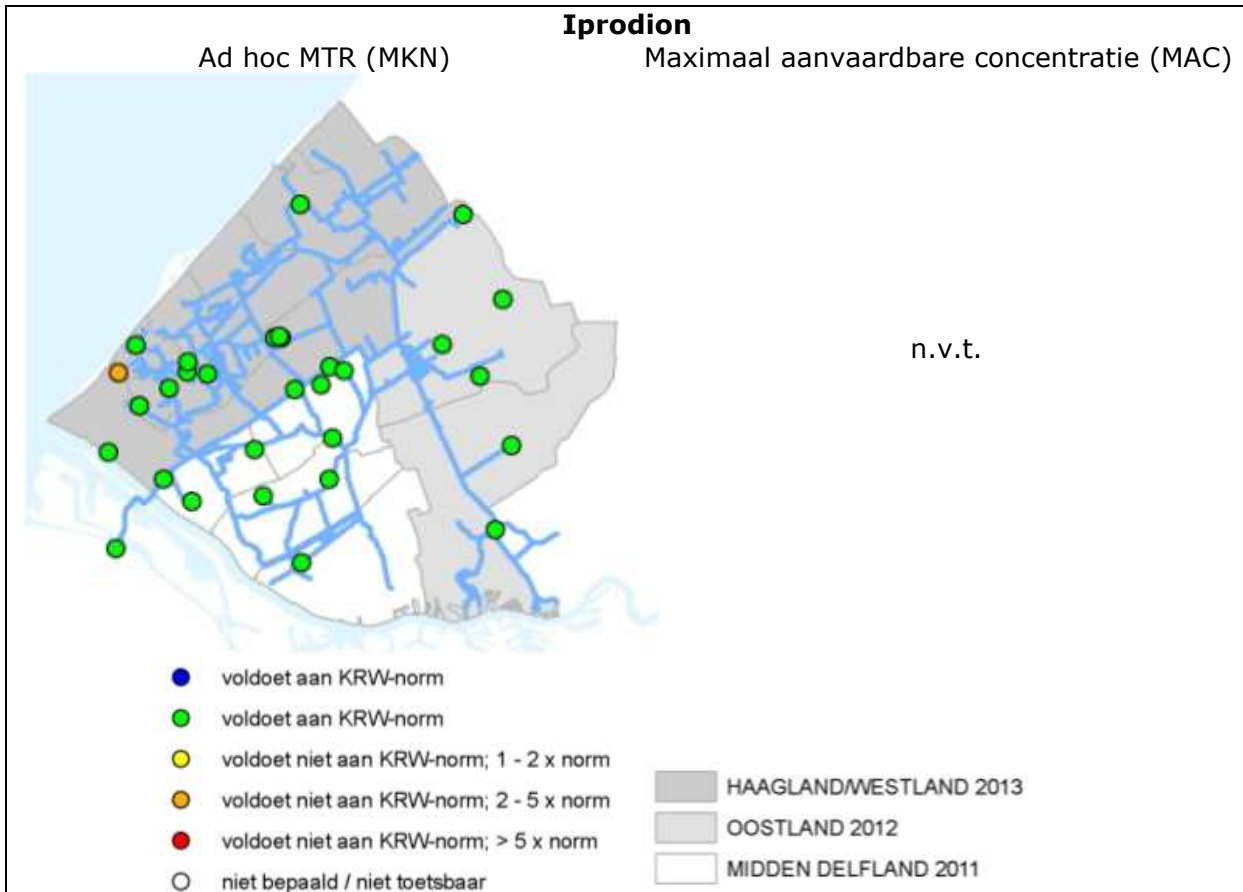 Iprodion
Ad hoc MTR (MKN)
Maximaal aanvaardbare concentratie (MAC)
n.v.t.
voldoet aan KRW-norm
voldoet aan KRW-norm
voldoet niet aan KRW-norm; 1 - 2 x norm
voldoet niet aan KRW-norm; 2 - 5 x norm
voldoet niet aan KRW-norm; > 5 x norm
niet bepaald / niet toetsbaar
HAAGLAND/WESTLAND 2013
OOSTLAND 2012
MIDDEN DELFLAND 2011